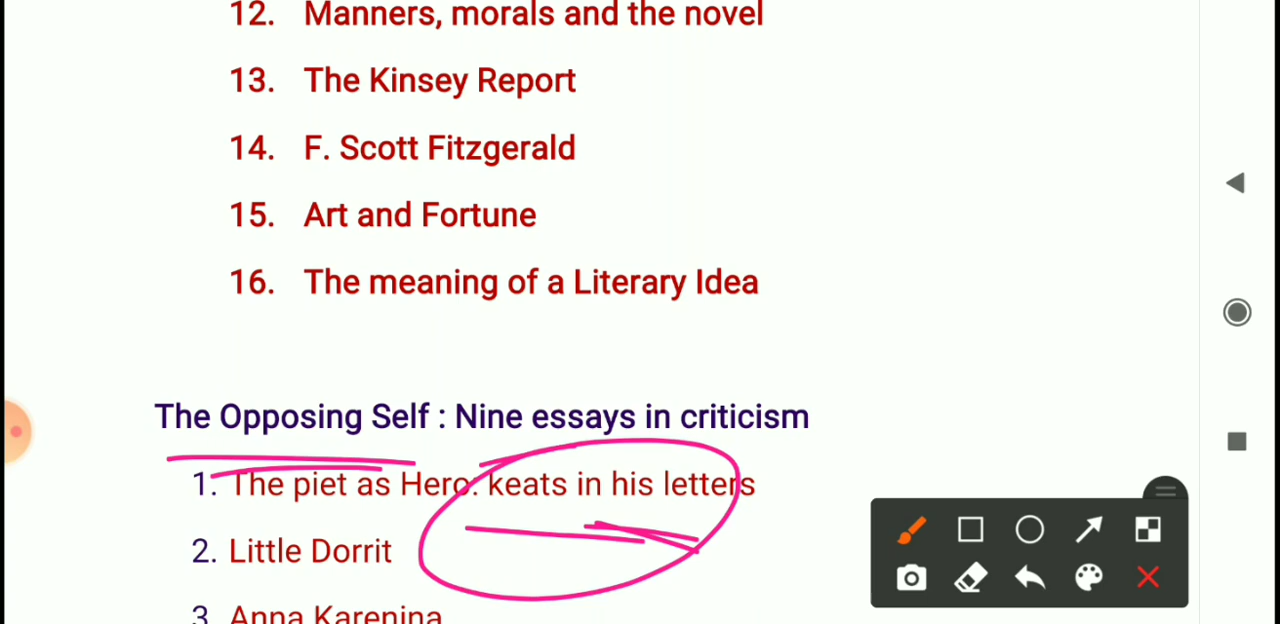 12. Manners, morals and the novel
13. The Kinsey Report
14. F. Scott Fitzgerald
15. Art and Fortune
16. The meaning of a Literary Idea
The Opposing Self : Nine essays in criticism
1. The piet as Hero: keats in his letters
2. Little Dorrit
3. Anna Karenina